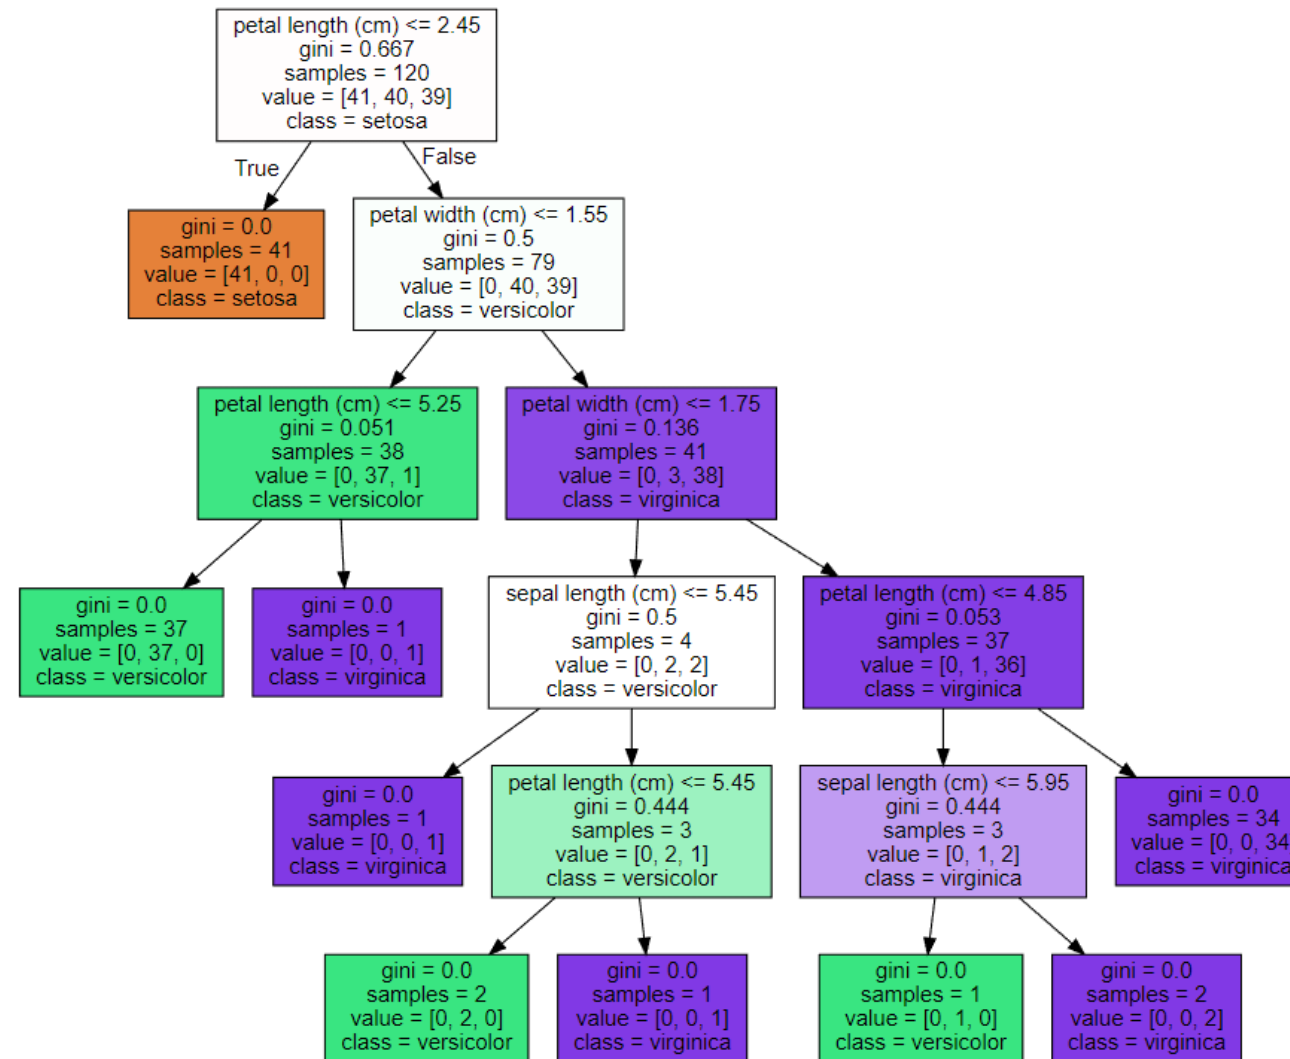 petal length (cm) <= 2.45
gini = 0.667
samples = 120
value = [41, 40, 39]
class = setosa
True
False
gini = 0.0
samples = 41
value = [41, 0, 0]
class = setosa
petal width (cm) <= 1.55
gini = 0.5
samples = 79
value = [0, 40, 39]
class = versicolor
petal length (cm) <= 5.25
gini = 0.051
samples = 38
value = [0, 37, 1]
class = versicolor
petal width (cm) <= 1.75
gini = 0.136
samples = 41
value = [0, 3, 38]
class = virginica
gini = 0.0
samples = 37
value = [0, 37, 0]
class = versicolor
gini = 0.0
samples = 1
value = [0, 0, 1]
class = virginica
sepal length (cm) <= 5.45
gini = 0.5
samples = 4
value = [0, 2, 2]
class = versicolor
petal length (cm) <= 4.85
gini = 0.053
samples = 37
value = [0, 1, 36]
class = virginica
gini = 0.0
samples = 1
value = [0, 0, 1]
class = virginica
petal length (cm) <= 5.45
gini = 0.444
samples = 3
value = [0, 2, 1]
class = versicolor
sepal length (cm) <= 5.95
gini = 0.444
samples = 3
value = [0, 1, 2]
class = virginica
gini = 0.0
samples = 34
value = [0, 0, 34
class = virginica
gini = 0.0
samples = 2
value = [0, 2, 0]
class = versicolor
gini = 0.0
samples = 1
value = [0, 0, 1]
class = virginica
gini = 0.0
samples = 1
value = [0, 1, 0]
class = versicolor
gini = 0.0
samples = 2
value = [0, 0, 2]
class = virginica